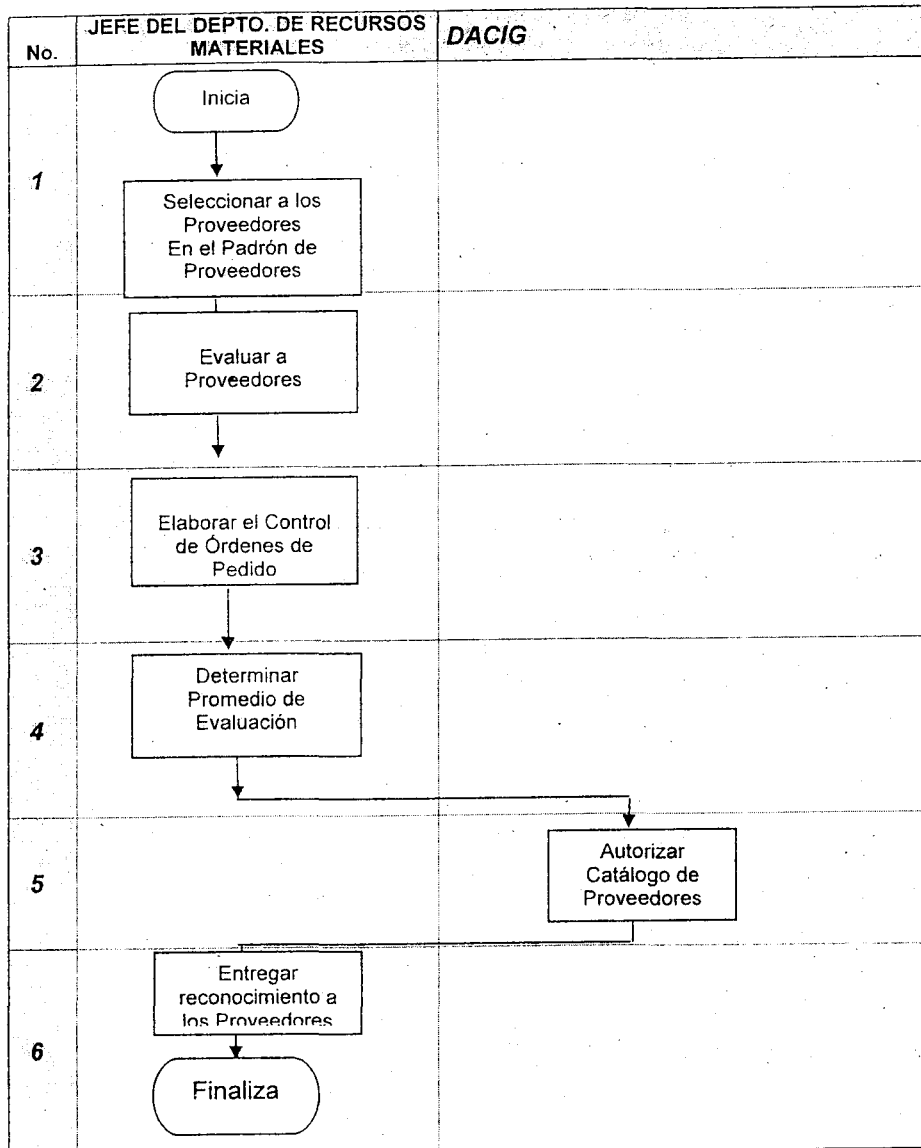 No.
JEFE DEL DEPTO. DE RECURSOS
MATERIALES
DACIG
Inicia
1
Seleccionar a los
Proveedores
En el Padrón de
Proveedores
2
Evaluar a
Proveedores
3
Elaborar el Control
de Órdenes de
Pedido
4
Determinar
Promedio de
Evaluación
5
Autorizar
Catálogo de
Proveedores
6
Entregar
reconocimiento a
los Proveedores
Finaliza